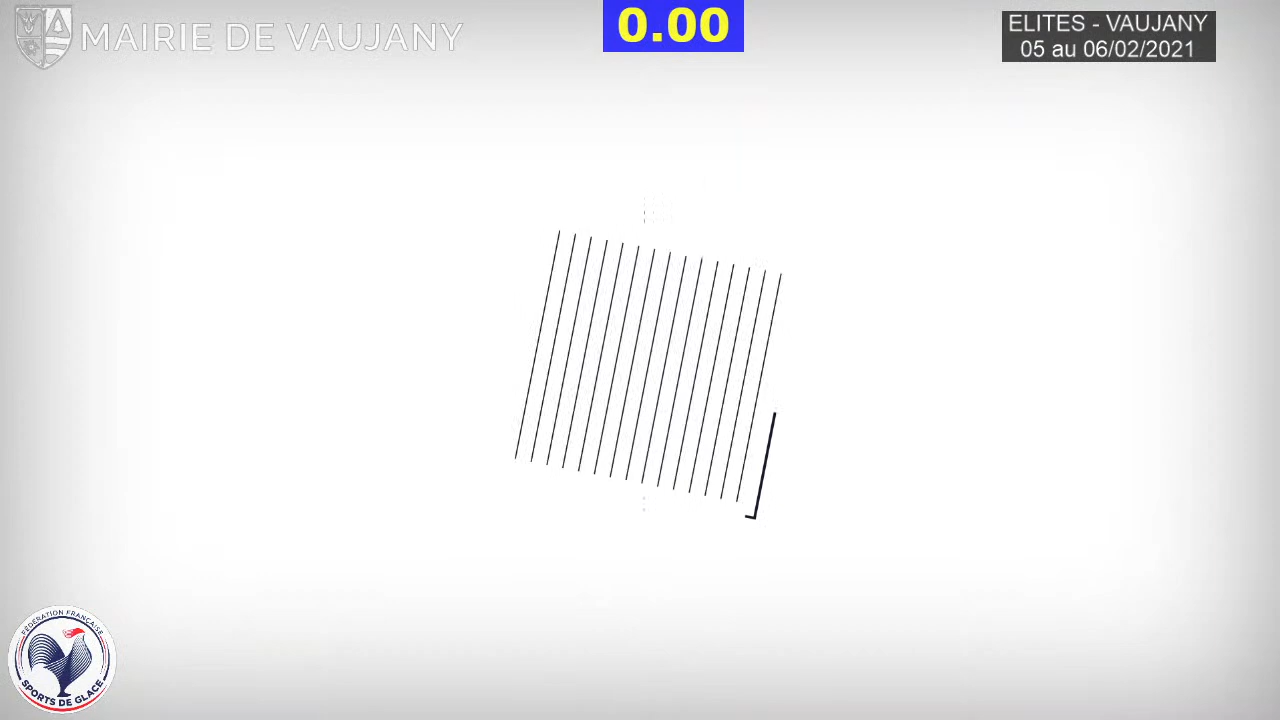 MAIRIE DE VAUJANY
0.00
ELITES - VAUJANY
05 au 06/02/2021
FÉDÉRATION FRANÇAISE
SPORTS DE GLACE